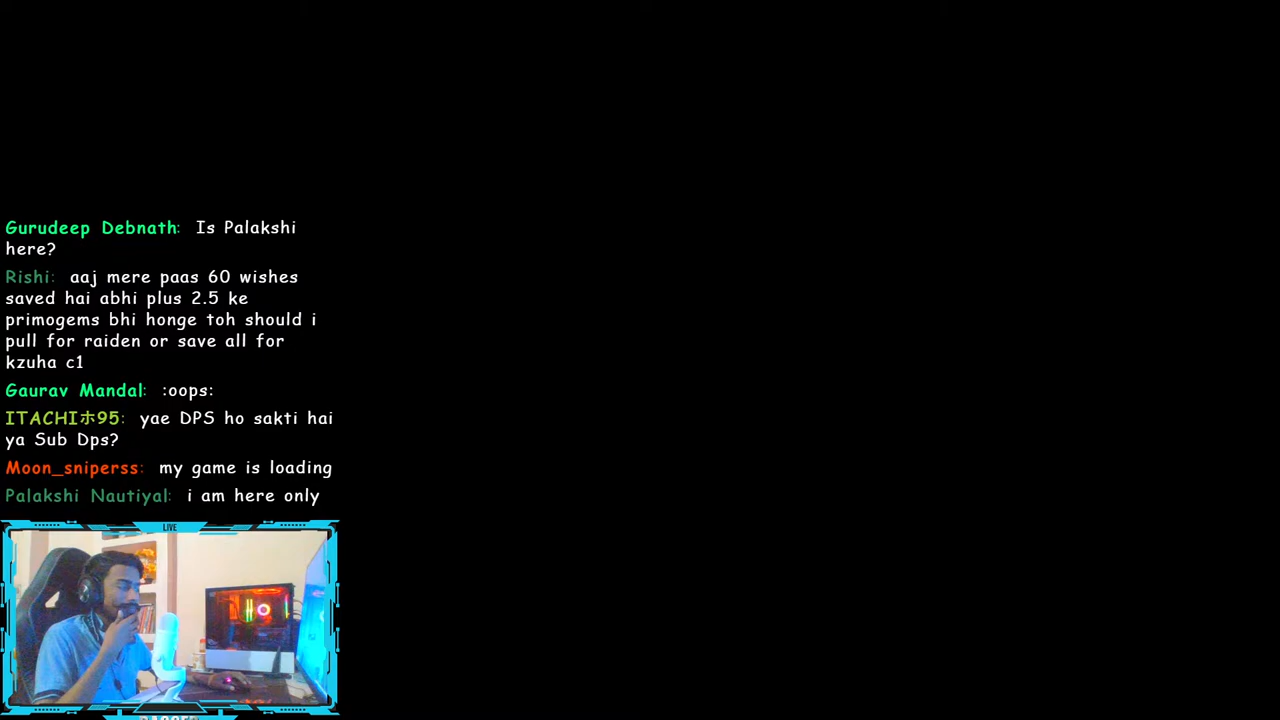 Gurudeep Debnath: Is Palakshi
here?
Rishi: aaj mere paas 60 wishes
saved hai abhi plus 2.5 ke
primogems bhi honge toh should i
pull for raiden or save all for
kzuha c1
Gaurav Mandal: :oops:
ITACHIホ95: yae DPS ho sakti hai
ya Sub Dps?
Moon_sniperss: my game is loading
Palakshi Nautiyal: i am here only
LIVE